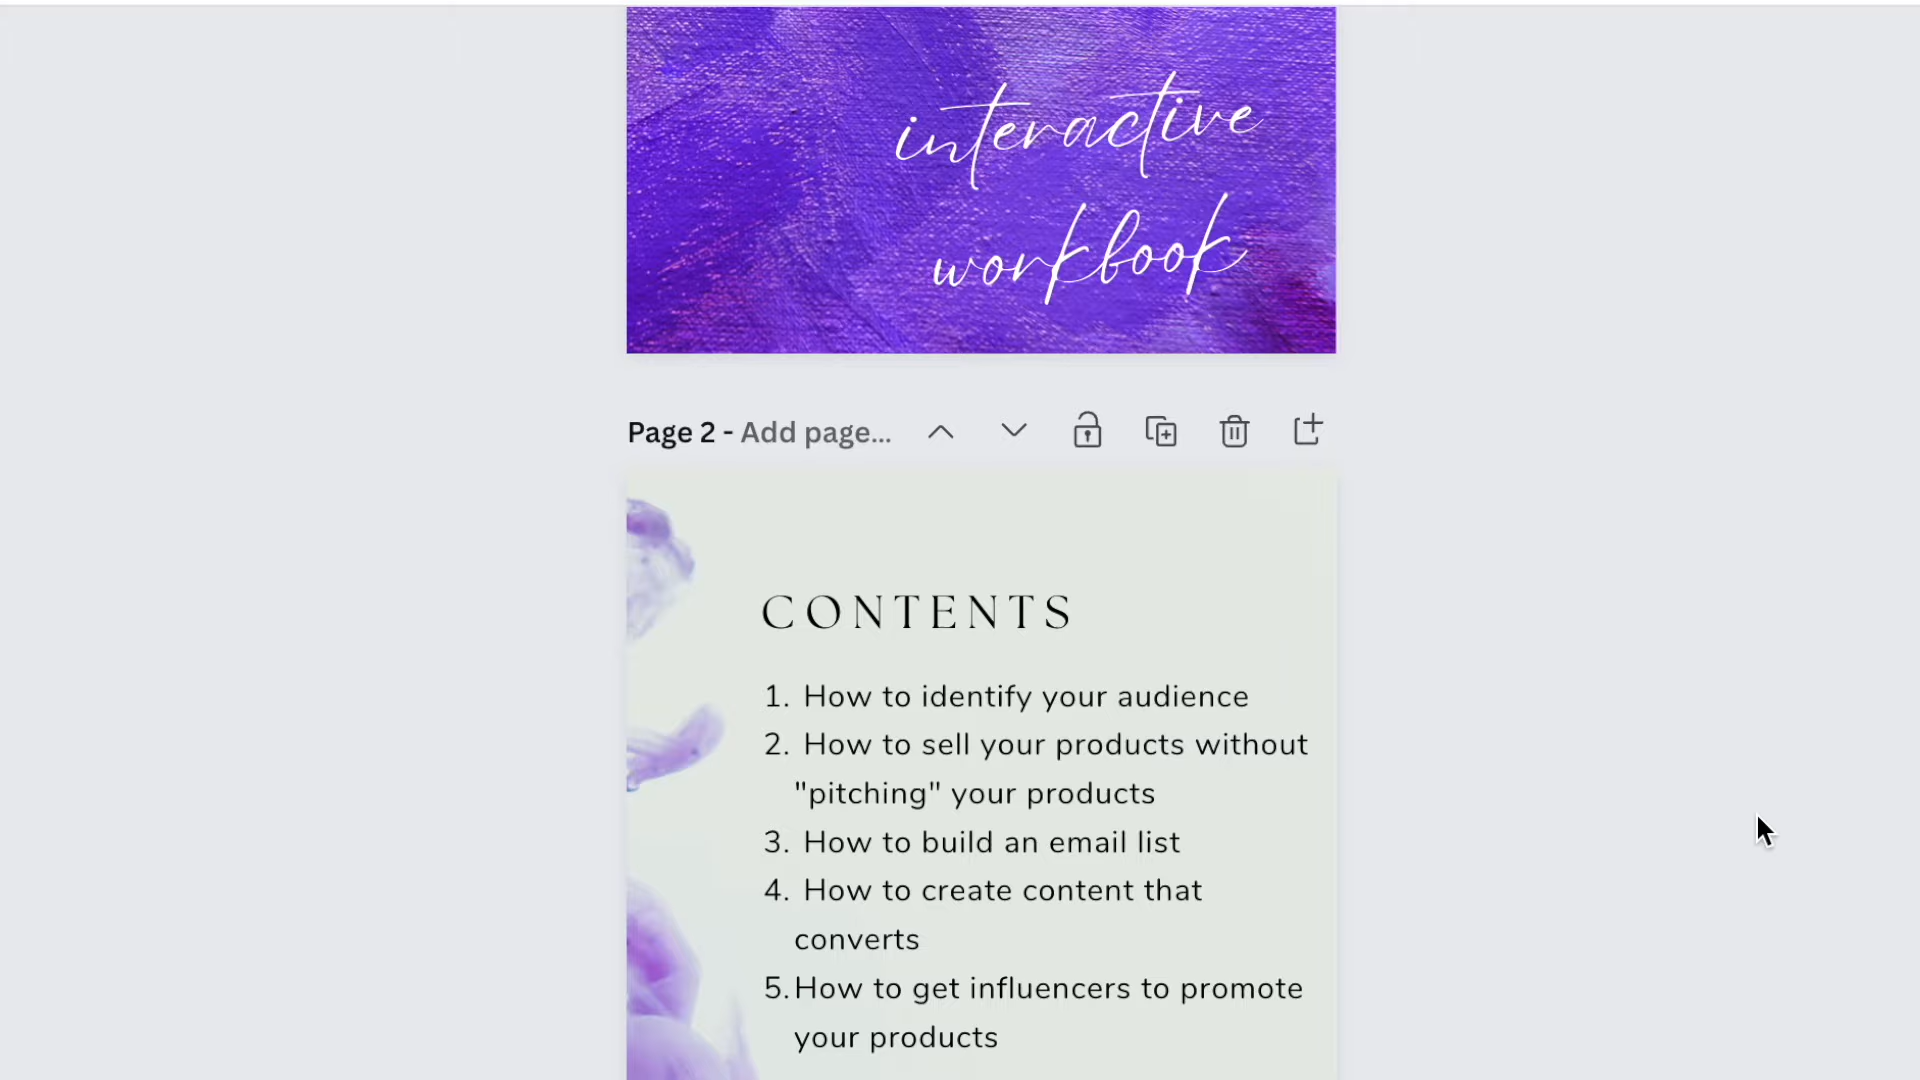 interactive
workbook
Page 2 - Add page...
CONTENTS
1. How to identify your audience
2. How to sell your products without
"pitching" your products
3. How to build an email list
4. How to create content that
converts
5. How to get influencers to promote
your products